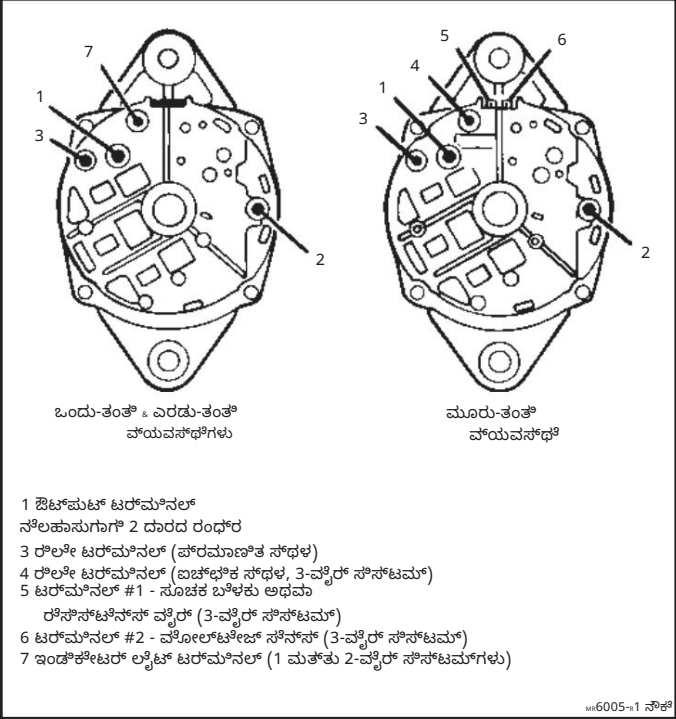 7
1
3
2
5
6
4
1
3
2
ಒಂದು-ತಂತಿ & ಎರಡು-ತಂತಿ
ವ್ಯವಸ್ಥೆಗಳು
ಮೂರು-ತಂತಿ
ವ್ಯವಸ್ಥೆ
1 ಔಟ್‌ಪುಟ್ ಟರ್ಮಿನಲ್
ನೆಲಹಾಸುಗಾಗಿ 2 ದಾರದ ರಂಧ್ರ
3 ರಿಲೇ ಟರ್ಮಿನಲ್ (ಪ್ರಮಾಣಿತ ಸ್ಥಳ)
4 ರಿಲೇ ಟರ್ಮಿನಲ್ (ಐಚ್ಛಿಕ ಸ್ಥಳ, 3-ವೈರ್ ಸಿಸ್ಟಮ್)
5 ಟರ್ಮಿನಲ್ #1 - ಸೂಚಕ ಬೆಳಕು ಅಥವಾ
ರೆಸಿಸ್ಟೆನ್ಸ್ ವೈರ್ (3-ವೈರ್ ಸಿಸ್ಟಮ್)
6 ಟರ್ಮಿನಲ್ #2 - ವೋಲ್ಟೇಜ್ ಸೆನ್ಸ್ (3-ವೈರ್ ಸಿಸ್ಟಮ್)
7 ಇಂಡಿಕೇಟರ್ ಲೈಟ್ ಟರ್ಮಿನಲ್ (1 ಮತ್ತು 2-ವೈರ್ ಸಿಸ್ಟಮ್‌ಗಳು)
MR6005-R1 ನೌಕೆ